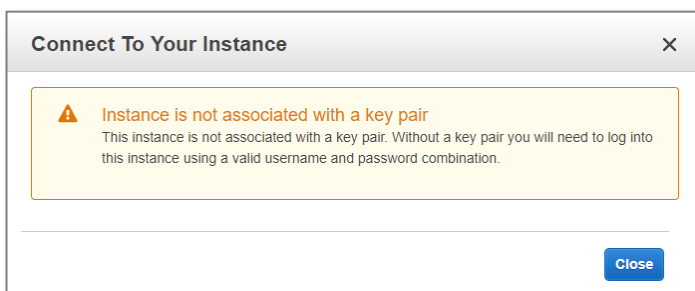 Connect To Your Instance
Instance is not associated with a key pair
This instance is not associated with a key pair. Without a key pair you will need to log into
this instance using a valid username and password combination.
Close